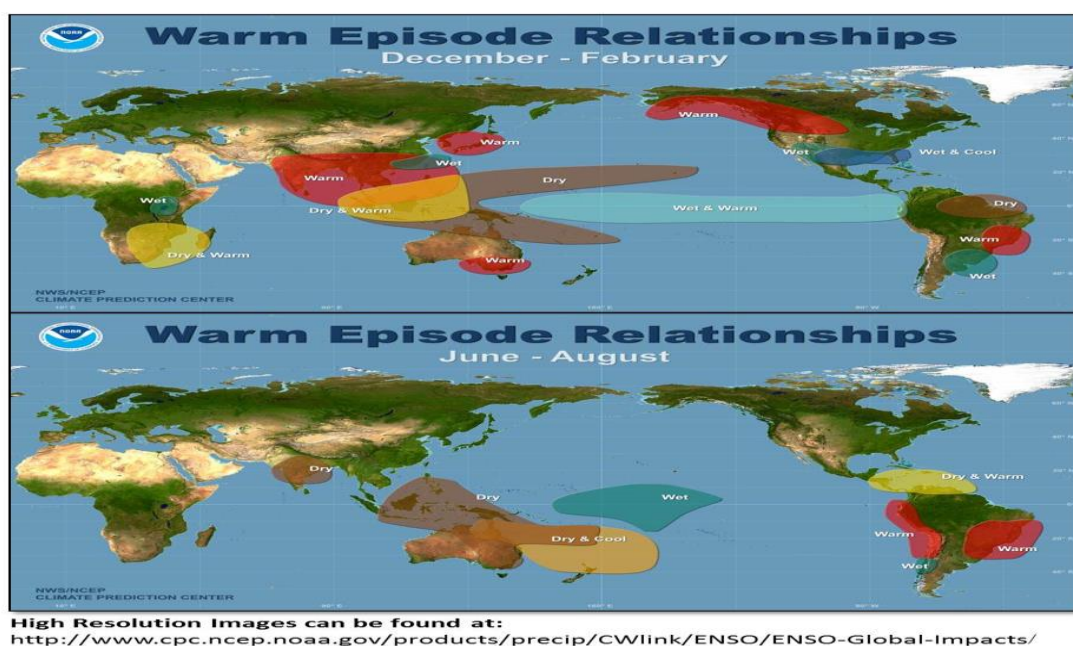 NOAA
Warm Episode Relationships
December - February
Warm
Warm
Wet
Wet
Wet & Cool
Warm
Dry
Wet
Dry & Warm
Wet & Warm
Dry
Warm
Dry & Warm
Warm
Wet
NWS/NCEP
CLIMATE PREDICTION CENTER
NOAA
Warm Episode Relationships
June - August
Dry
Dry & Warm
Dry
Wet
Dry & Cool
Warm
Warm
Wet
NWS/NCEP
CLIMATE PREDICTION CENTER
High Resolution Images can be found at:
http://www.cpc.ncep.noaa.gov/products/precip/CWlink/ENSO/ENSO-Global-Impacts/